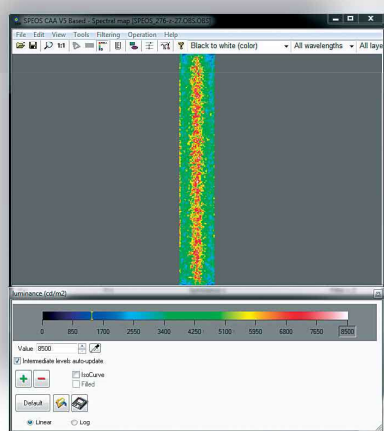 SPEOS CAA V5 Based - Spectral map [SPEOS_276-z-27.OBS.OBS]
File Edit View Tools Filtering Operation Help
1:1 Black to white (color) All wavelengths All laye
luminance (cd/m2)
0 850 1700 2550 3400 4250 5100 5950 6800 7650 8500
Value 8500
Intermediate levels auto-update
IsoCurve
Filled
Default
Linear Log